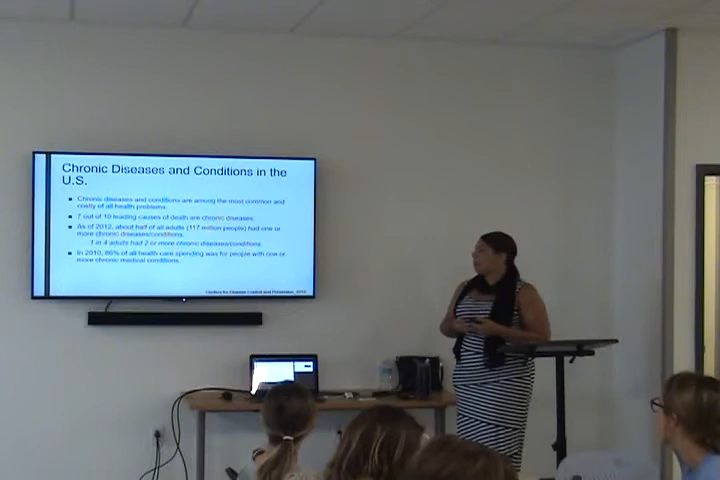 Chronic Diseases and Conditions in the
U.S.
Chronic diseases and conditions are among the most common and
costly of all health problems.
7 out of 10 leading causes of death are chronic diseases.
As of 2012, about half of all adults (117 million people) had one or
more chronic diseases/conditions.
1 in 4 adults had 2 or more chronic diseases/conditions.
In 2010, 86% of all health care spending was for people with one or
more chronic medical conditions.
Centers for Disease Control and Prevention,